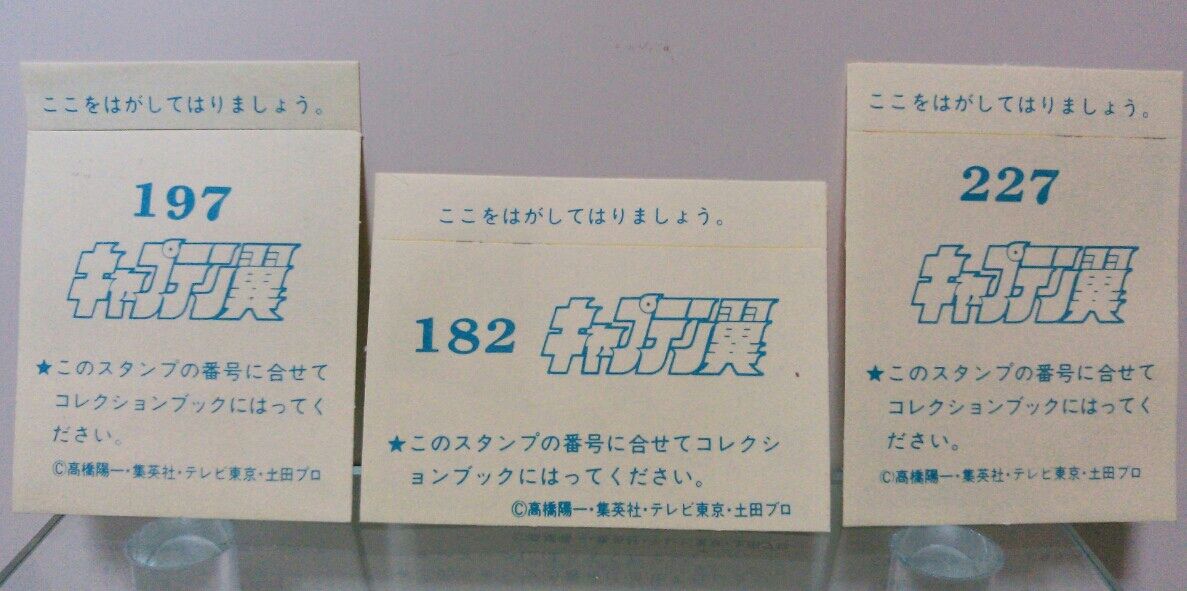 ここをはがしてはりましょう。
197
キャプテン翼
★このスタンプの番号に合せて
コレクションブックにはってく
ださい。
©高橋陽一・集英社・テレビ東京・土田プロ
ここをはがしてはりましょう。
182 キャプテン翼
★このスタンプの番号に合せてコレクシ
ョンブックにはってください。
©高橋陽一・集英社・テレビ東京・土田プロ
ここをはがしてはりましょう。
227
キャプテン翼
★このスタンプの番号に合せて
コレクションブックにはってく
ださい。
©高橋陽一・集英社・テレビ東京・土田プロ